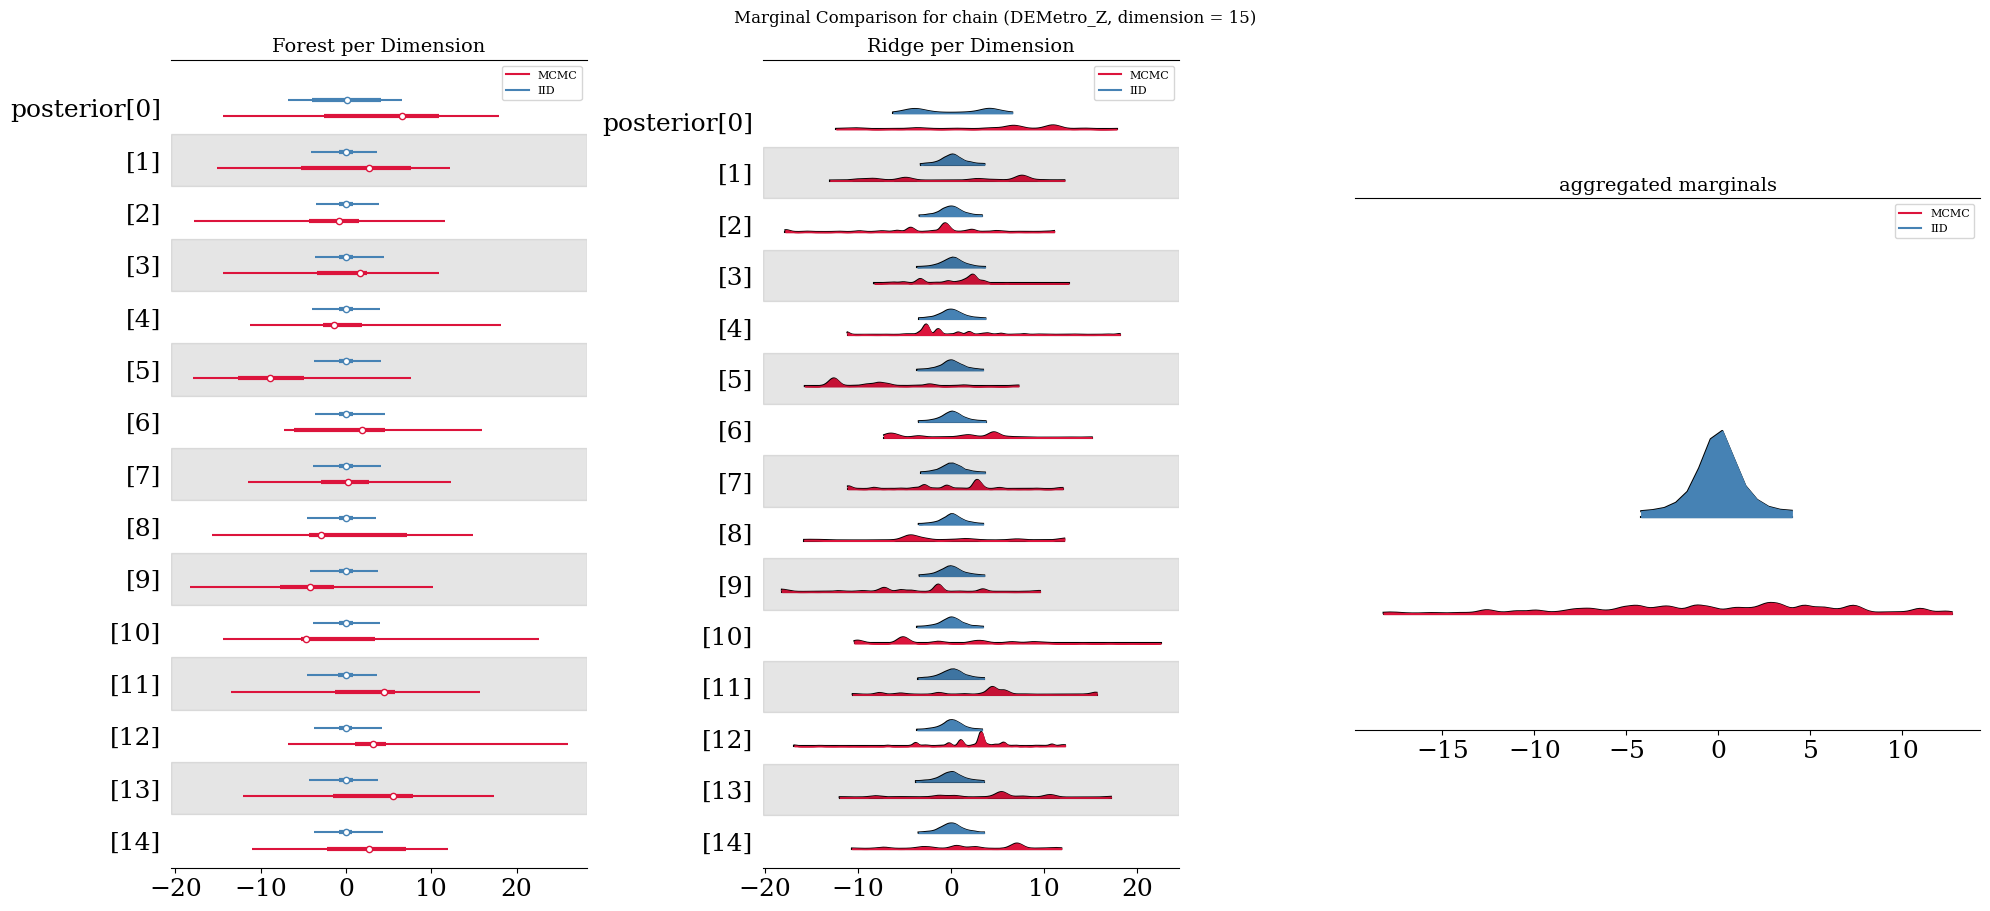 Marginal Comparison for chain (DEMetro_Z, dimension = 15)
Forest per Dimension
MCMC
IID
posterior[0]
[1]
[2]
[3]
[4]
[5]
[6]
[7]
[8]
[9]
[10]
[11]
[12]
[13]
[14]
−20 −10 0 10 20
Ridge per Dimension
MCMC
IID
posterior[0]
[1]
[2]
[3]
[4]
[5]
[6]
[7]
[8]
[9]
[10]
[11]
[12]
[13]
[14]
−20 −10 0 10 20
aggregated marginals
MCMC
IID
−15 −10 −5 0 5 10